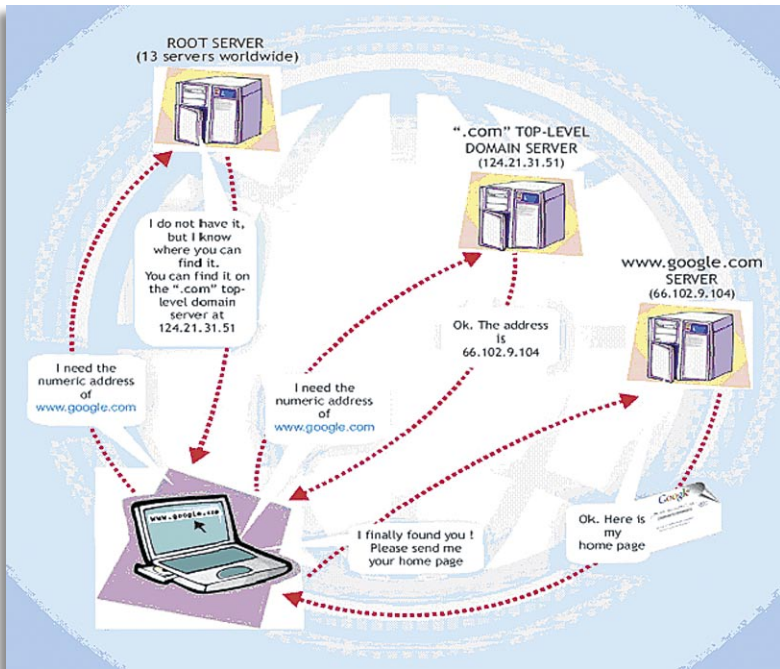 ROOT SERVER
(13 servers worldwide)
I do not have it,
but I know
where you can
find it.
You can find it on
the “.com” top-
level domain
server at
124.21.31.51
I need the
numeric address
of
www.google.com
“.com” TOP-LEVEL
DOMAIN SERVER
(124.21.31.51)
I need the
numeric address
of
www.google.com
Ok. The address
is
66.102.9.104
www.google.com
SERVER
(66.102.9.104)
www.google.com
I finally found you !
Please send me
your home page
Ok. Here is
my
home page
Google